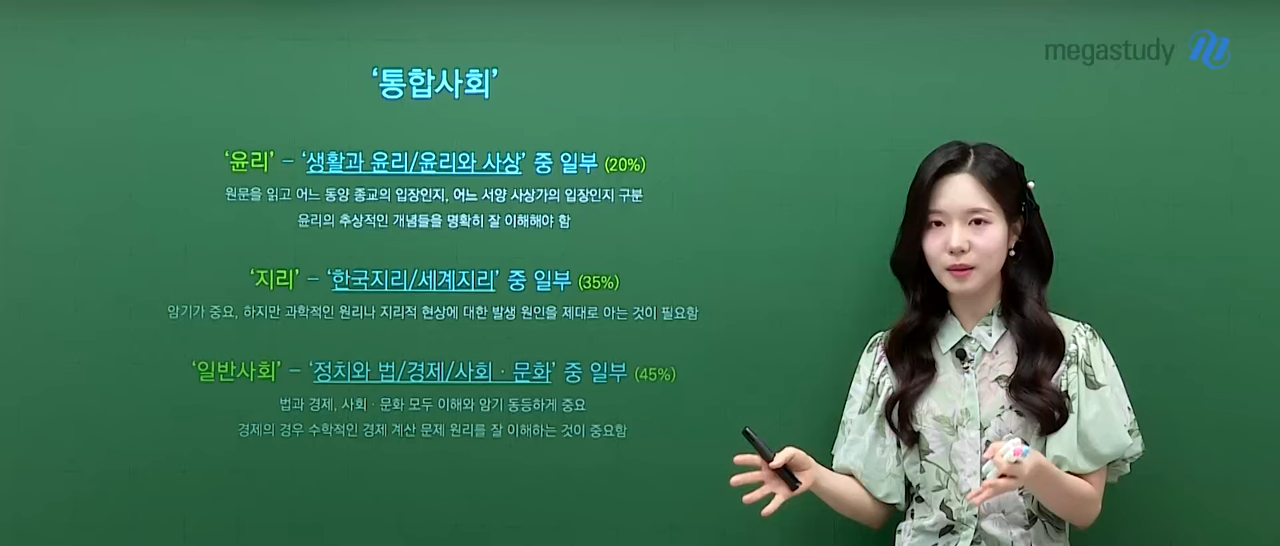 megastudy
‘통합사회’
‘윤리’ – ‘생활과 윤리/윤리와 사상’ 중 일부 (20%)
원문을 읽고 어느 동양 종교의 입장인지, 어느 서양 사상가의 입장인지 구분
윤리의 추상적인 개념들을 명확히 잘 이해해야 함
‘지리’ – ‘한국지리/세계지리’ 중 일부 (35%)
암기가 중요, 하지만 과학적인 원리나 지리적 현상에 대한 발생 원인을 제대로 아는 것이 필요함
‘일반사회’ – ‘정치와 법/경제/사회 · 문화’ 중 일부 (45%)
법과 경제, 사회 · 문화 모두 이해와 암기 동등하게 중요
경제의 경우 수학적인 경제 계산 문제 원리를 잘 이해하는 것이 중요함